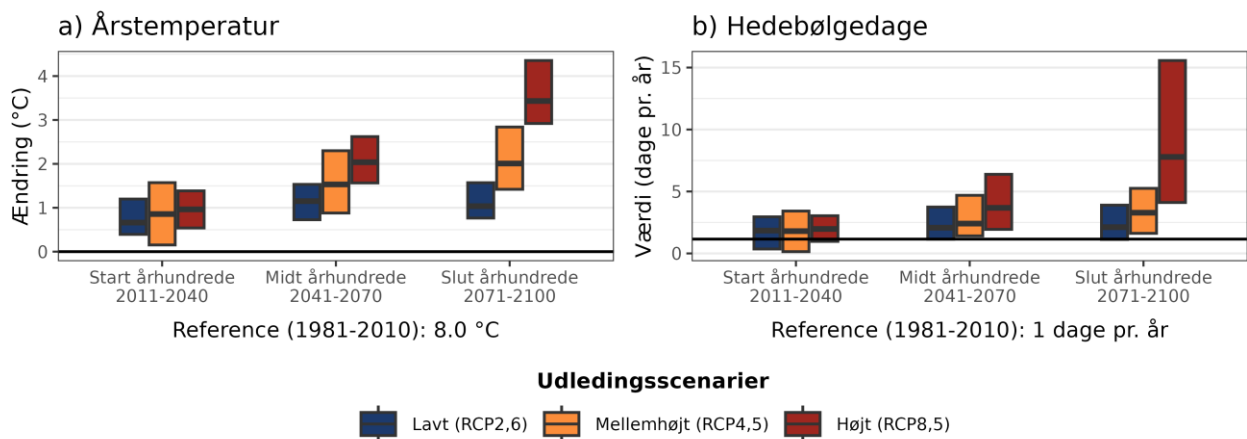 a) Årstemperatur
Ændring (°C)
4
3
2
1
0
Start århundrede
2011-2040
Midt århundrede
2041-2070
Slut århundrede
2071-2100
Reference (1981-2010): 8.0 °C
b) Hedebølgedage
Værdi (dage pr. år)
15
10
5
0
Start århundrede
2011-2040
Midt århundrede
2041-2070
Slut århundrede
2071-2100
Reference (1981-2010): 1 dage pr. år
Udledingsscenarier
Lavt (RCP2,6)
Mellemhøjt (RCP4,5)
Højt (RCP8,5)